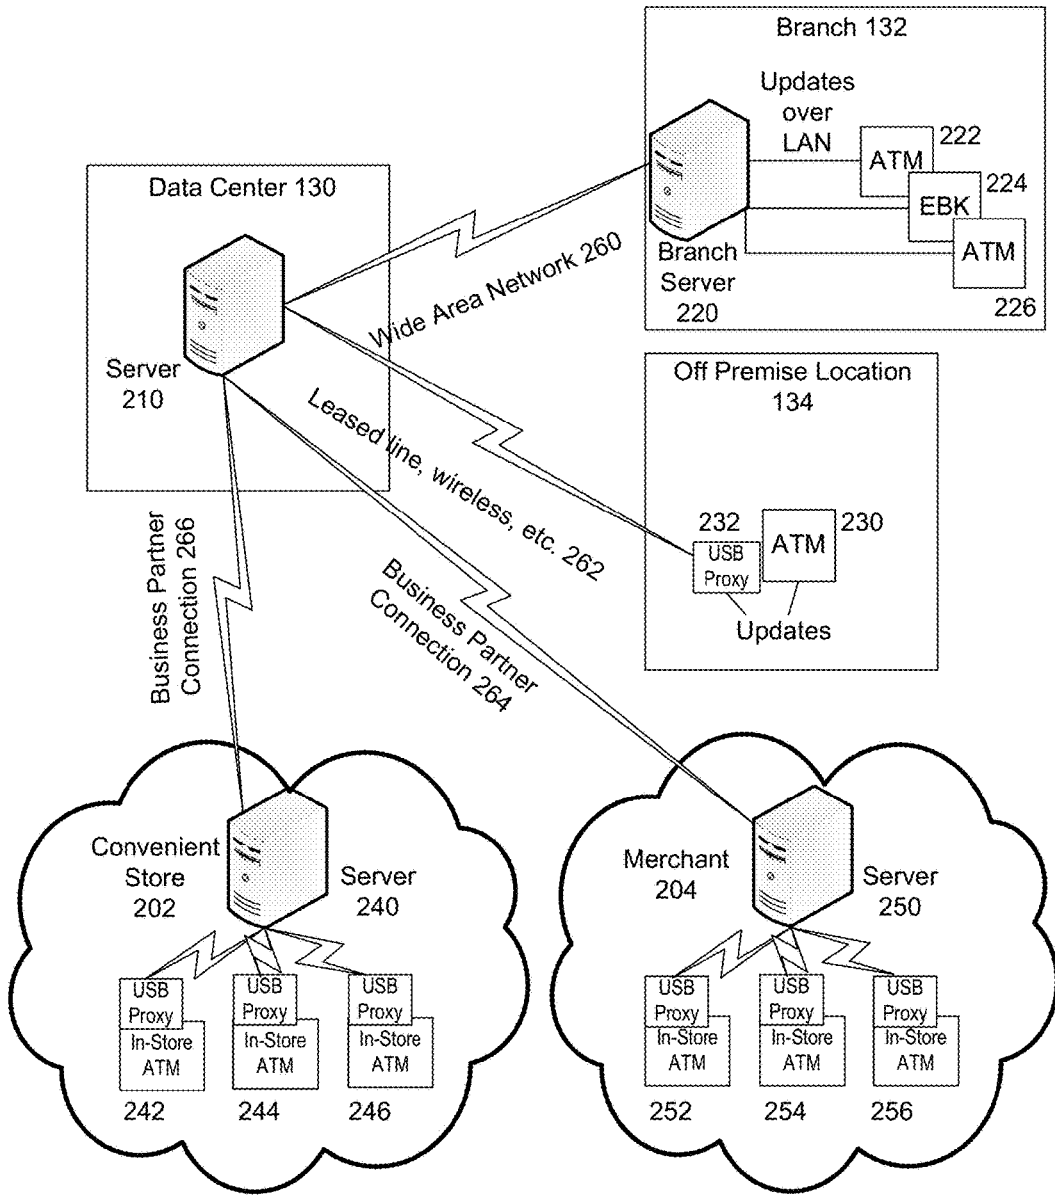 Branch 132
Updates
over
LAN
222
ATM
224
EBK
ATM
226
Branch
Server
220
Data Center 130
Server
210
Wide Area Network 260
Leased line, wireless, etc. 262
Off Premise Location
134
232
230
USB
Proxy
ATM
Updates
Business Partner
Connection 266
Business Partner
Connection 264
Convenient
Store
202
Server
240
USB
Proxy
In-Store
ATM
242
USB
Proxy
In-Store
ATM
244
USB
Proxy
In-Store
ATM
246
Merchant
204
Server
250
USB
Proxy
In-Store
ATM
252
USB
Proxy
In-Store
ATM
254
USB
Proxy
In-Store
ATM
256